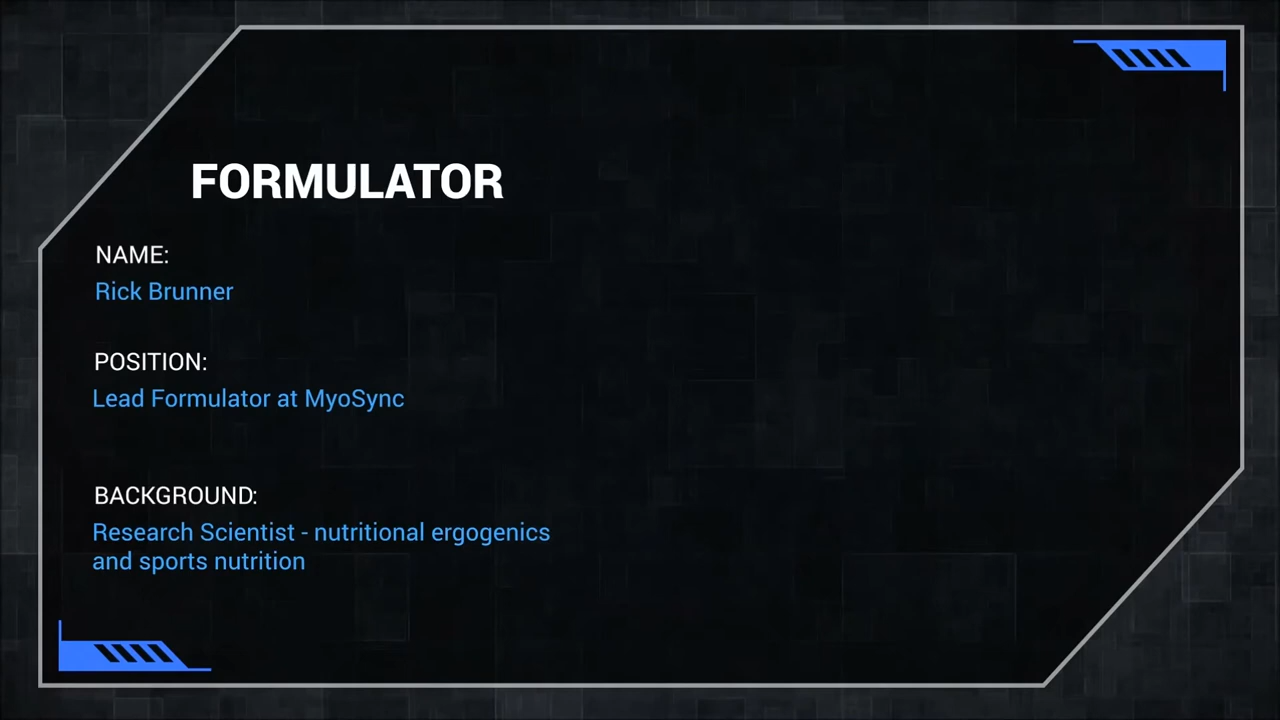 FORMULATOR
NAME:
Rick Brunner
POSITION:
Lead Formulator at MyoSync
BACKGROUND:
Research Scientist - nutritional ergogenics
and sports nutrition